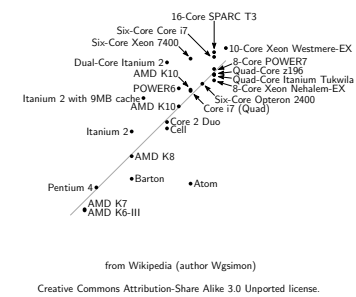 16-Core SPARC T3
Six-Core Core i7
Six-Core Xeon 7400
10-Core Xeon Westmere-EX
Dual-Core Itanium 2
8-Core POWER7
Quad-Core z196
AMD K10
Quad-Core Itanium Tukwila
POWER6
8-Core Xeon Nehalem-EX
Itanium 2 with 9MB cache
Six-Core Opteron 2400
AMD K10
Core i7 (Quad)
Core 2 Duo
Itanium 2
Cell
AMD K8
Barton
Atom
Pentium 4
AMD K7
AMD K6-III
from Wikipedia (author Wgsimon)
Creative Commons Attribution-Share Alike 3.0 Unported license.